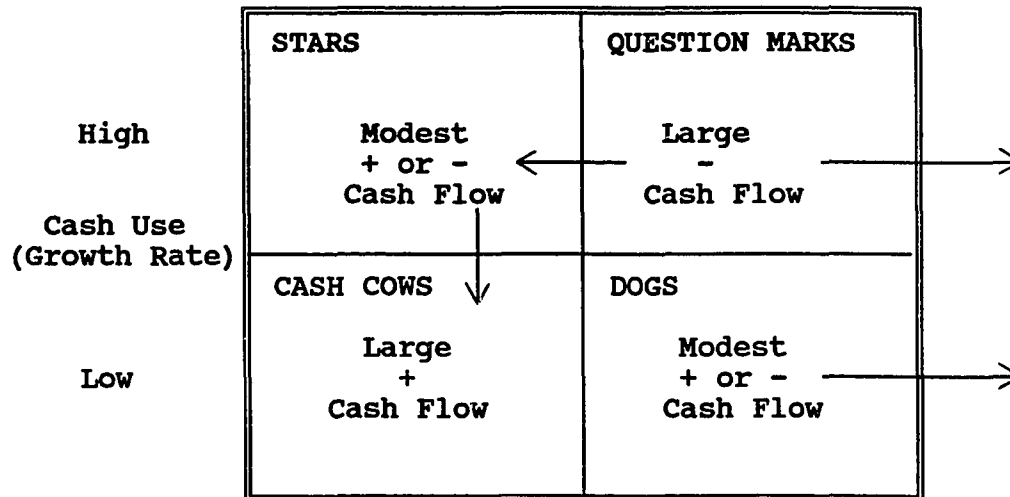 STARS
QUESTION MARKS
High
Modest
+ or -
Cash Flow
Large
-
Cash Flow
Cash Use
(Growth Rate)
CASH COWS
DOGS
Low
Large
+
Cash Flow
Modest
+ or -
Cash Flow